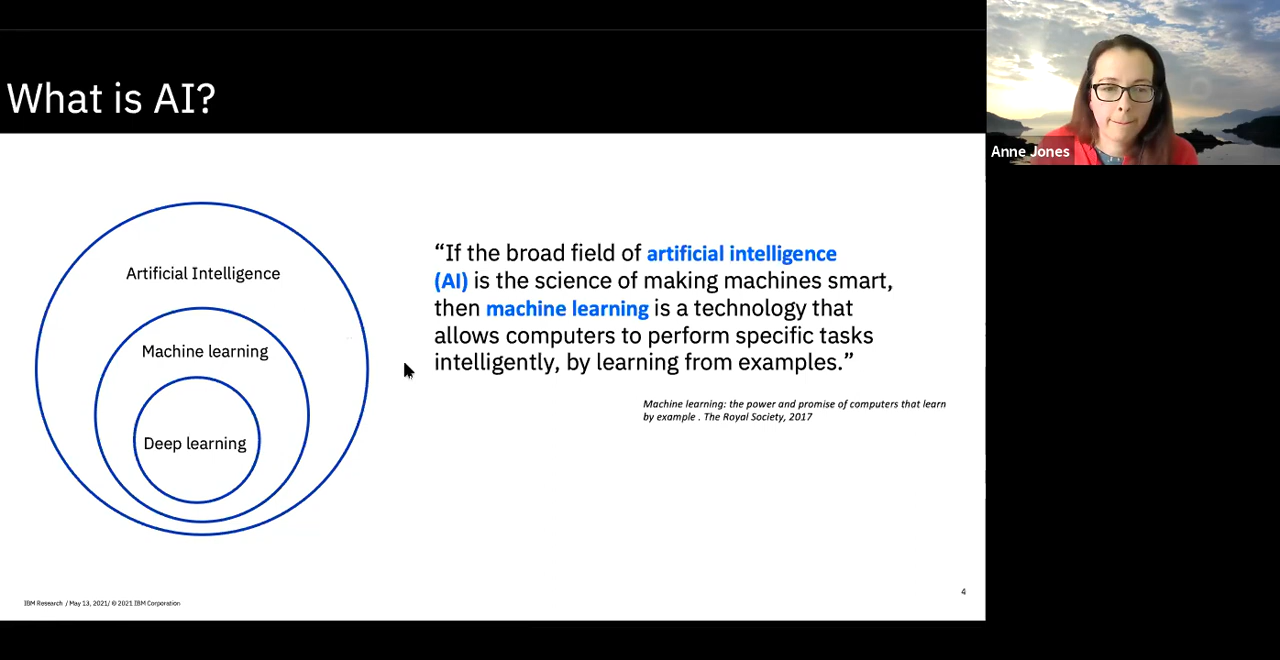 What is AI?
Anne Jones
Artificial Intelligence
Machine learning
Deep learning
“If the broad field of artificial intelligence
(AI) is the science of making machines smart,
then machine learning is a technology that
allows computers to perform specific tasks
intelligently, by learning from examples.”
Machine learning: the power and promise of computers that learn
by example . The Royal Society, 2017
IBM Research / May 13, 2021/ © 2021 IBM Corporation
4